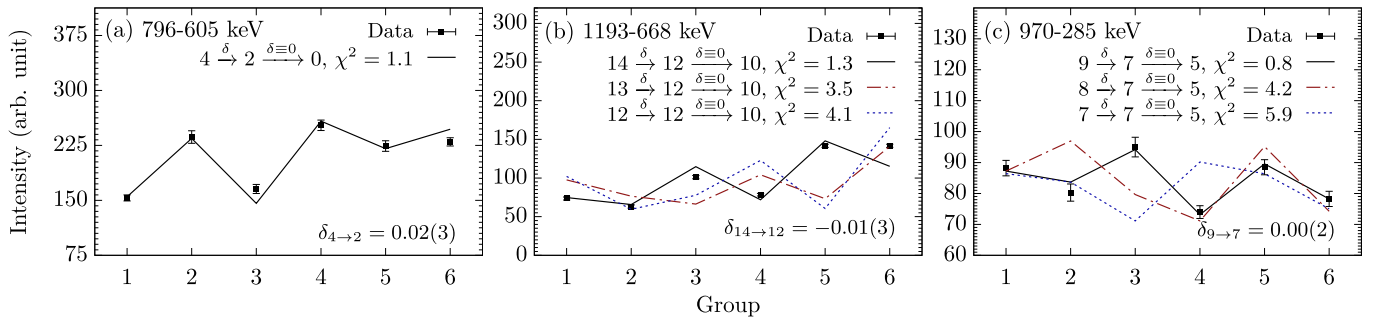 (a) 796-605 keV
Data
4 →δ 2 →δ≡0 0, χ² = 1.1
δ4→2 = 0.02(3)
375
300
225
150
75
1 2 3 4 5 6
Intensity (arb. unit)
(b) 1193-668 keV
Data
14 →δ 12 →δ≡0 10, χ² = 1.3
13 →δ 12 →δ≡0 10, χ² = 3.5
12 →δ 12 →δ≡0 10, χ² = 4.1
δ14→12 = −0.01(3)
300
250
200
150
100
50
0
1 2 3 4 5 6
Group
(c) 970-285 keV
Data
9 →δ 7 →δ≡0 5, χ² = 0.8
8 →δ 7 →δ≡0 5, χ² = 4.2
7 →δ 7 →δ≡0 5, χ² = 5.9
δ9→7 = 0.00(2)
130
120
110
100
90
80
70
60
1 2 3 4 5 6